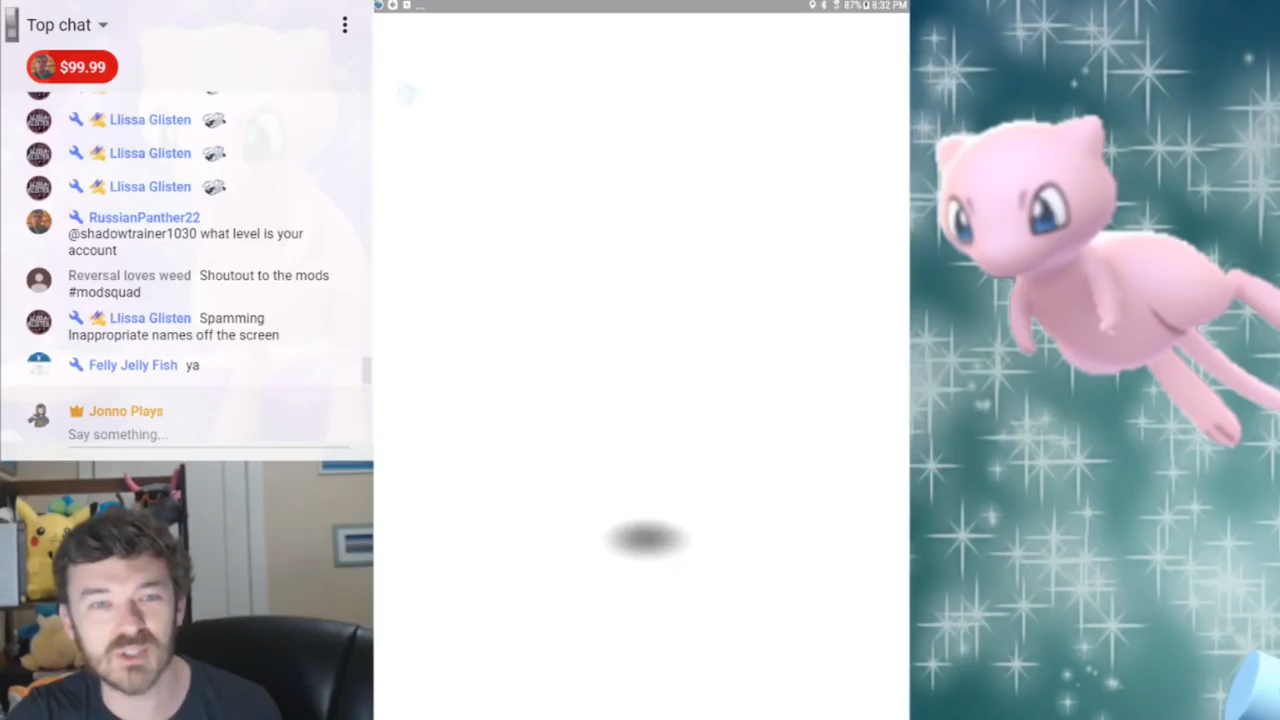 Top chat
$99.99
Llissa Glisten
Llissa Glisten
Llissa Glisten
RussianPanther22
@shadowtrainer1030 what level is your
account
Reversal loves weed Shoutout to the mods
#modsquad
Llissa Glisten Spamming
Inappropriate names off the screen
Felly Jelly Fish ya
Jonno Plays
Say something...
... 87% 8:32 PM